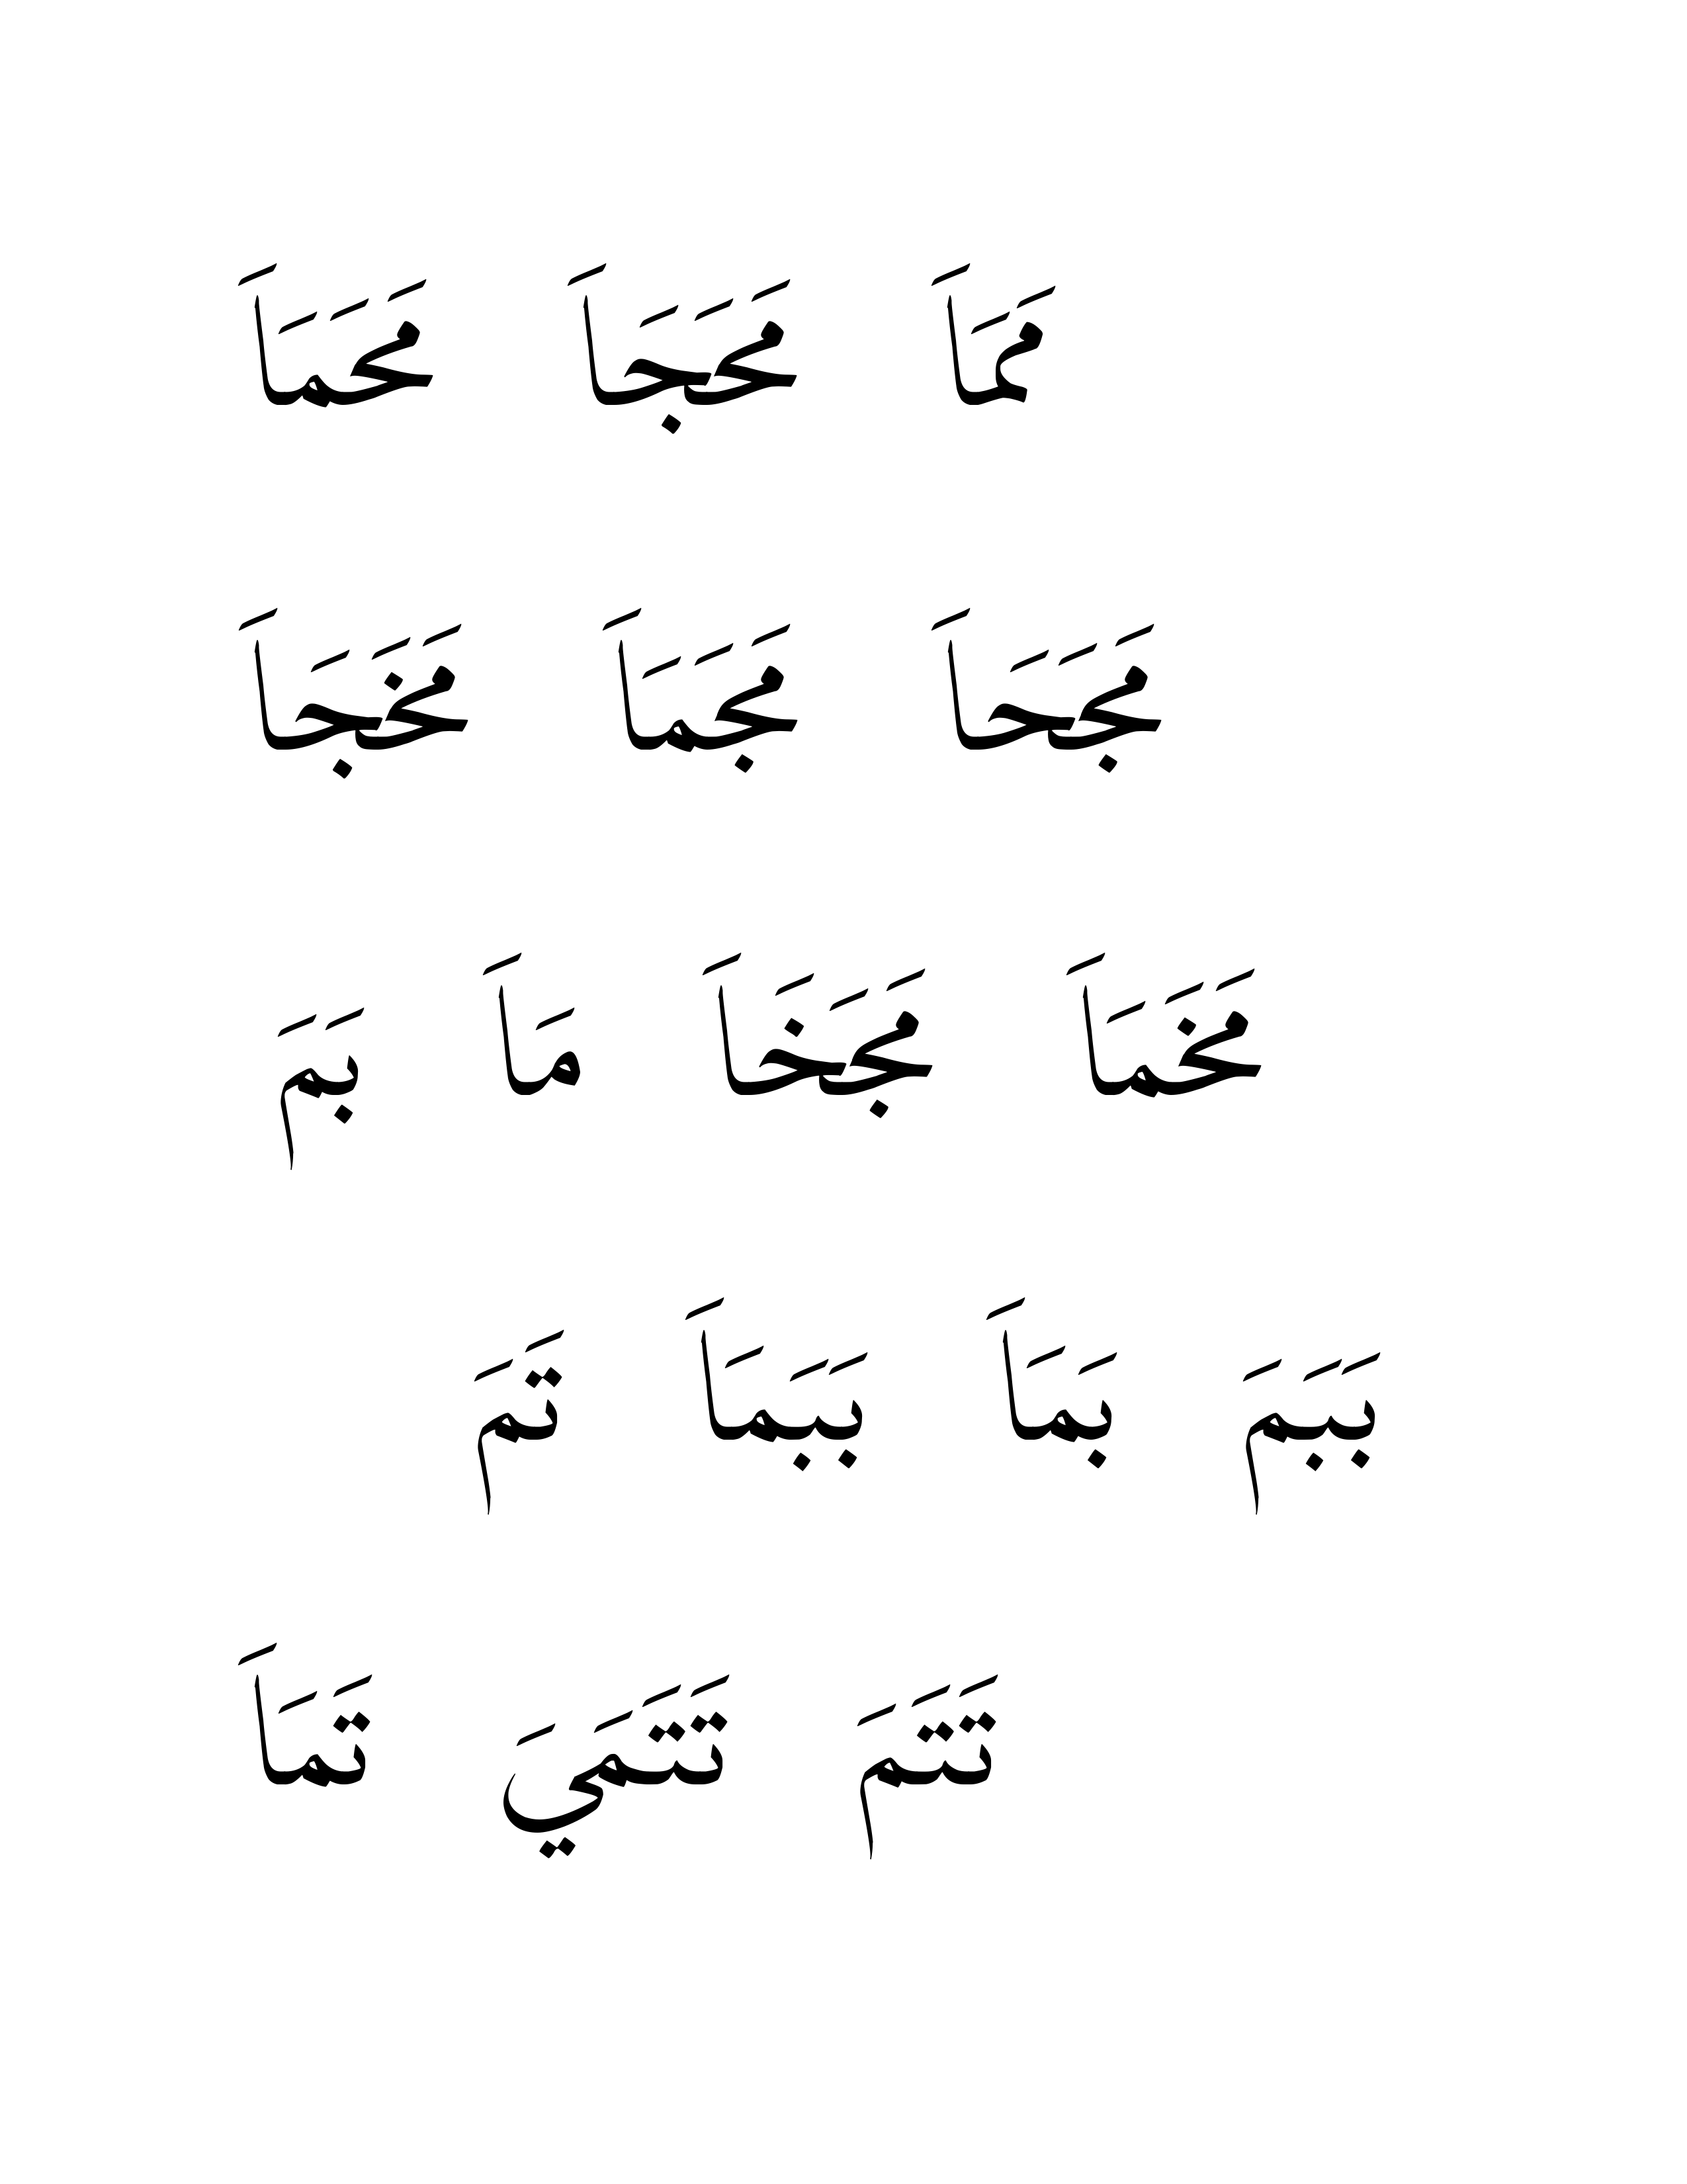 مَمَاَ مَحَجَاَ مَحَمَاَ
مَجَحَاَ مَجَمَاَ مَخَجَاَ
مَخَمَاَ مَجَخَاَ مَاَ بَمَ
بَبَمَ بَمَاَ بَبَمَاَ تَمَ
تَتَمَ تَتَمَيَ تَمَاَ